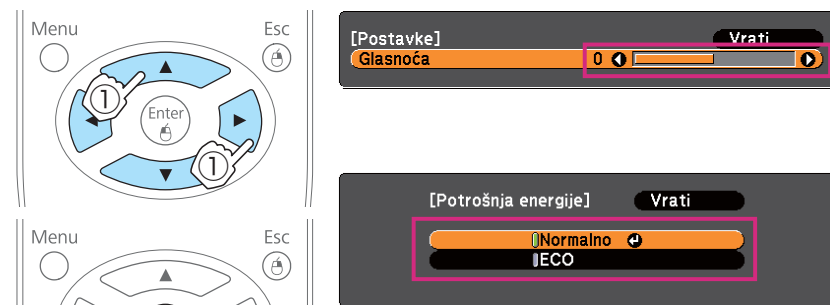 Menu
Esc
Enter
1
1
[Postavke]
Vrati
Glasnoća
0
Menu
Esc
[Potrošnja energije]
Vrati
Normalno
ECO